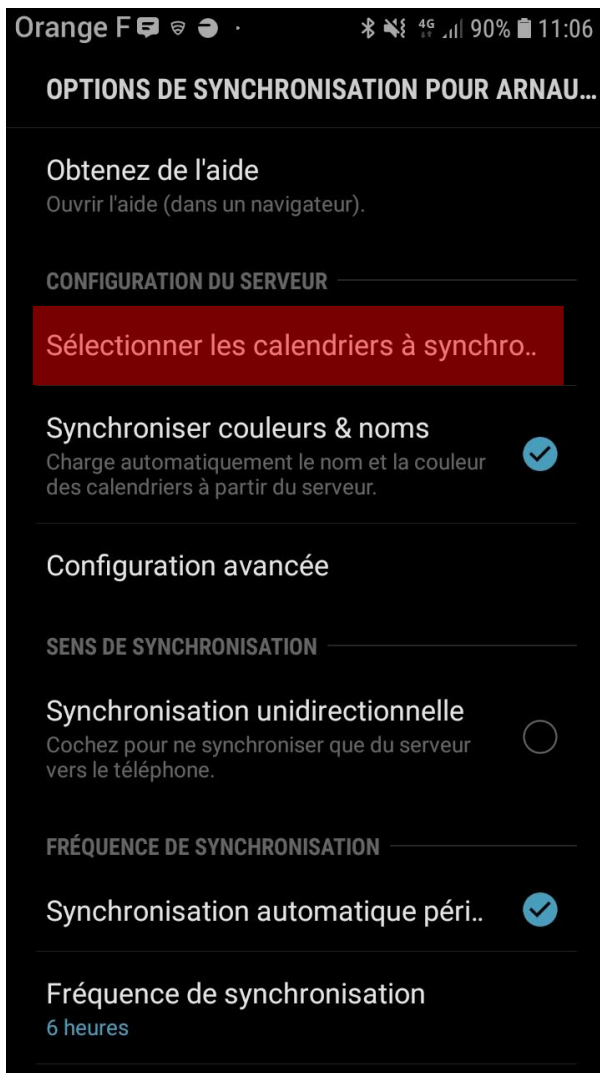 Orange F 4G 90% 11:06
OPTIONS DE SYNCHRONISATION POUR ARNAU...
Obtenez de l'aide
Ouvrir l'aide (dans un navigateur).
CONFIGURATION DU SERVEUR
Sélectionner les calendriers à synchro..
Synchroniser couleurs & noms
Charge automatiquement le nom et la couleur
des calendriers à partir du serveur.
Configuration avancée
SENS DE SYNCHRONISATION
Synchronisation unidirectionnelle
Cochez pour ne synchroniser que du serveur
vers le téléphone.
FRÉQUENCE DE SYNCHRONISATION
Synchronisation automatique péri..
Fréquence de synchronisation
6 heures